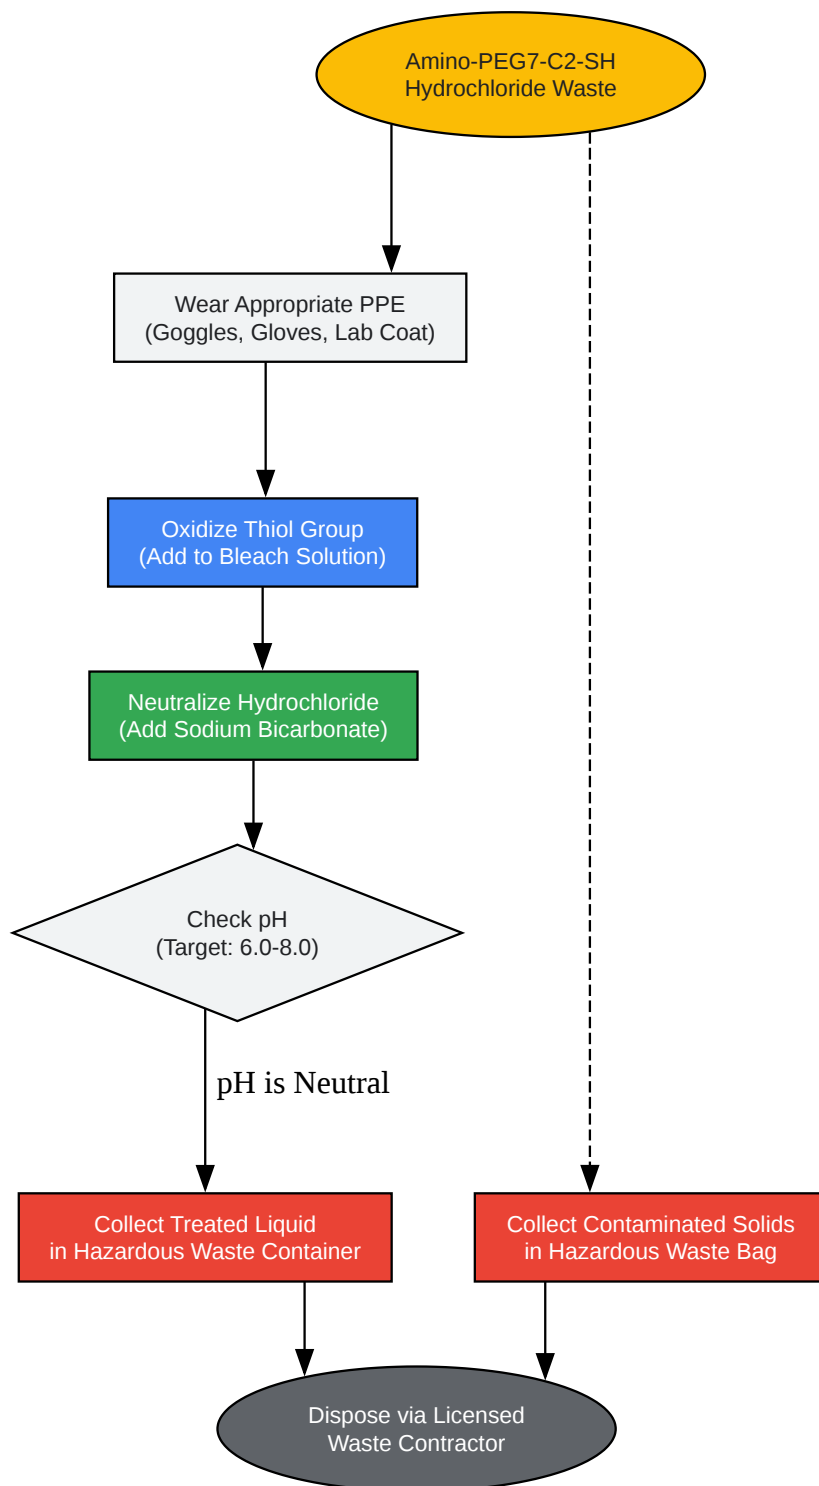 Amino-PEG7-C2-SH
Hydrochloride Waste
Wear Appropriate PPE
(Goggles, Gloves, Lab Coat)
Oxidize Thiol Group
(Add to Bleach Solution)
Neutralize Hydrochloride
(Add Sodium Bicarbonate)
Check pH
(Target: 6.0-8.0)
pH is Neutral
Collect Treated Liquid
in Hazardous Waste Container
Collect Contaminated Solids
in Hazardous Waste Bag
Dispose via Licensed
Waste Contractor